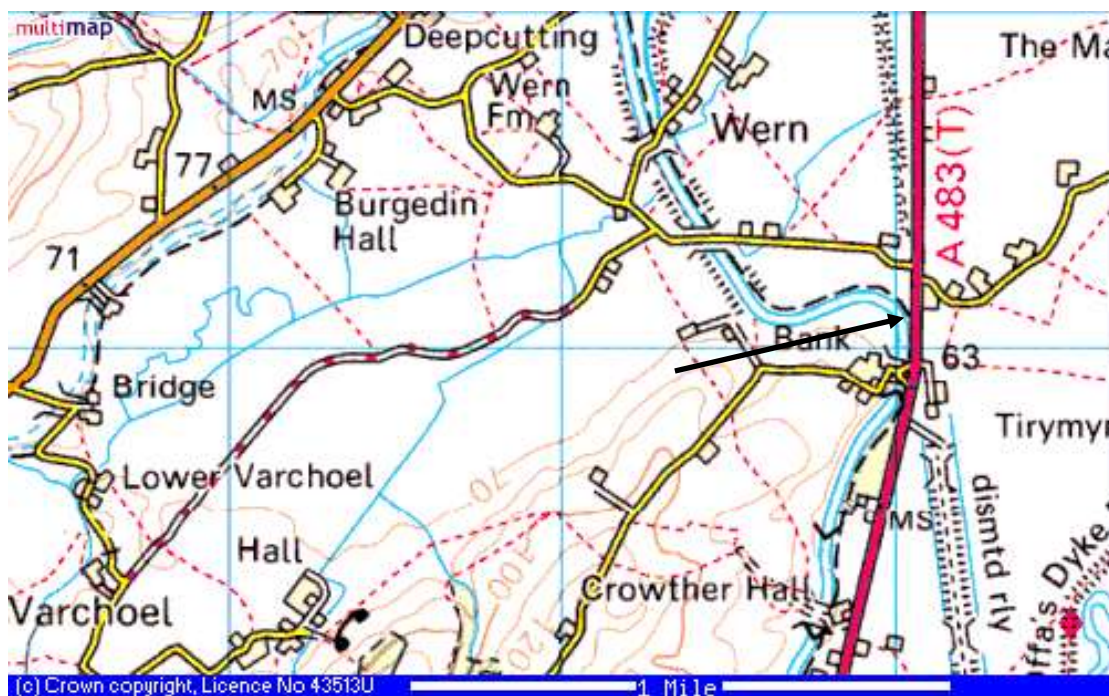 multimap
Deepcutting
The Ma
MS
Wern
Fm
Wern
77
A 483(T)
Burgedin
Hall
71
Bank
63
Bridge
Tirymyn
Lower Varchoel
70
dismtd rly
MS
Hall
100
Crowther Hall
Offa's Dyke
Varchoel
120
(c) Crown copyright, Licence No 43513U
1 Mile